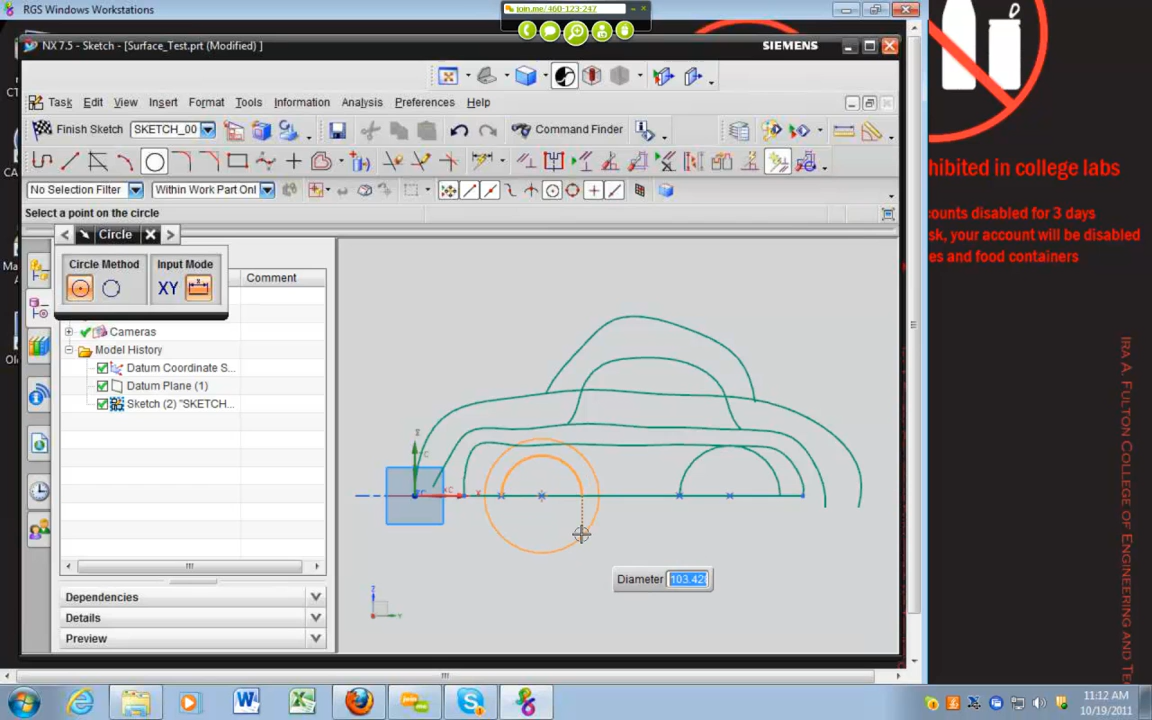 RGS Windows Workstations
join.me/460-123-247
NX 7.5 - Sketch - [Surface_Test.prt (Modified) ]
SIEMENS
Task Edit View Insert Format Tools Information Analysis Preferences Help
Finish Sketch SKETCH_00 Command Finder
No Selection Filter Within Work Part Onl
Select a point on the circle
Circle
Circle Method Input Mode
XY
Comment
Cameras
Model History
Datum Coordinate S...
Datum Plane (1)
Sketch (2) "SKETCH...
Dependencies
Details
Preview
XC
X
Diameter 103.420
Z
hibited in college labs
counts disabled for 3 days
sk, your account will be disabled
es and food containers
IRA A. FULTON COLLEGE OF ENGINEERING AND TE
11:12 AM
10/19/2011